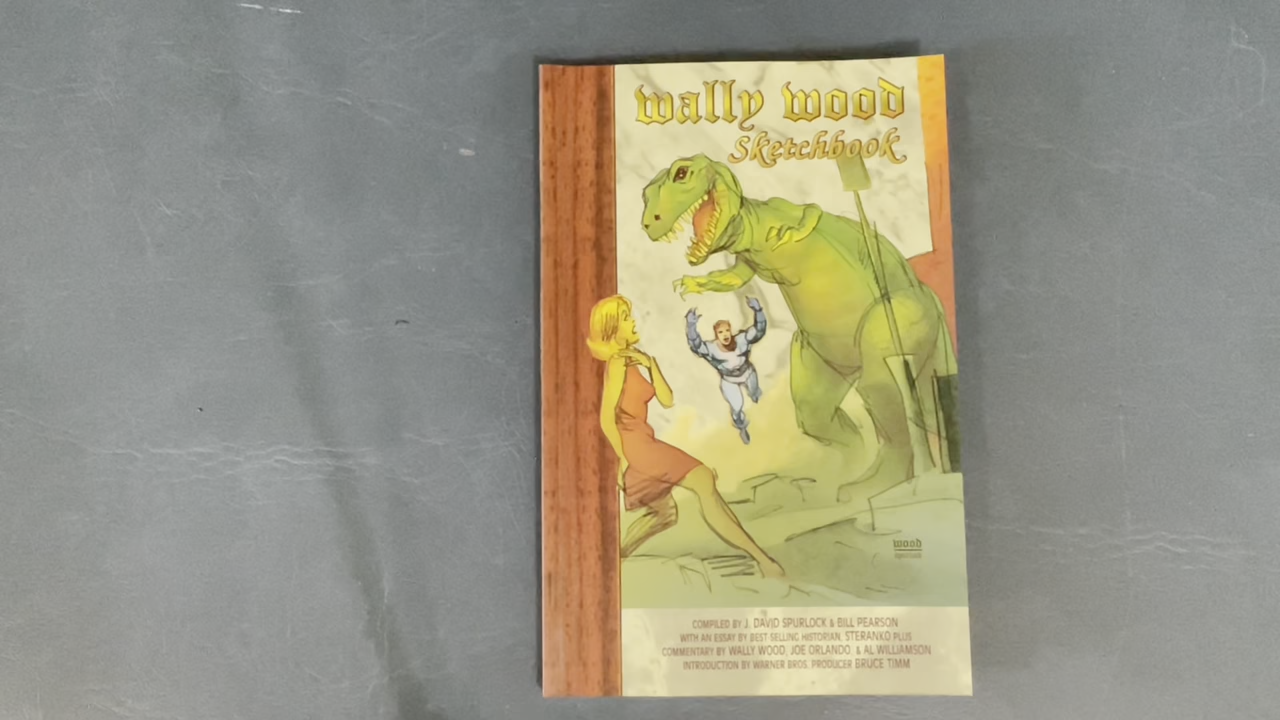 wally wood
Sketchbook
wood
COMPILED BY J. DAVID SPURLOCK & BILL PEARSON
WITH AN ESSAY BY BEST SELLING HISTORIAN, STERANKO PLUS
COMMENTARY BY WALLY WOOD, JOE ORLANDO, & AL WILLIAMSON
INTRODUCTION BY WARNER BROS. PRODUCER BRUCE TIMM